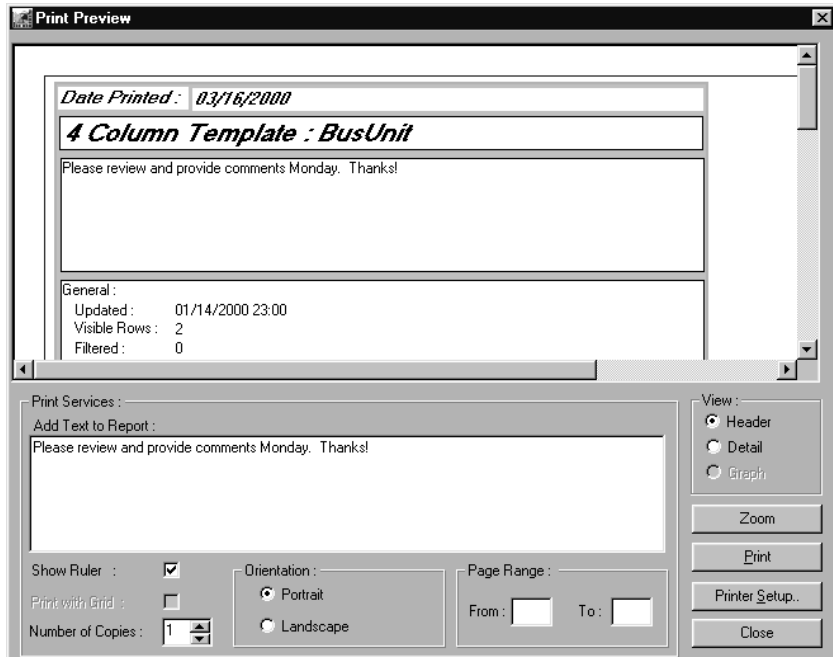 Print Preview
Date Printed : 03/16/2000
4 Column Template : BusUnit
Please review and provide comments Monday. Thanks!
General :
Updated : 01/14/2000 23:00
Visible Rows : 2
Filtered : 0
Print Services :
Add Text to Report :
Please review and provide comments Monday. Thanks!
Show Ruler :
Print with Grid :
Number of Copies : 1
Orientation :
Portrait
Landscape
Page Range :
From : To :
View :
Header
Detail
Graph
Zoom
Print
Printer Setup..
Close